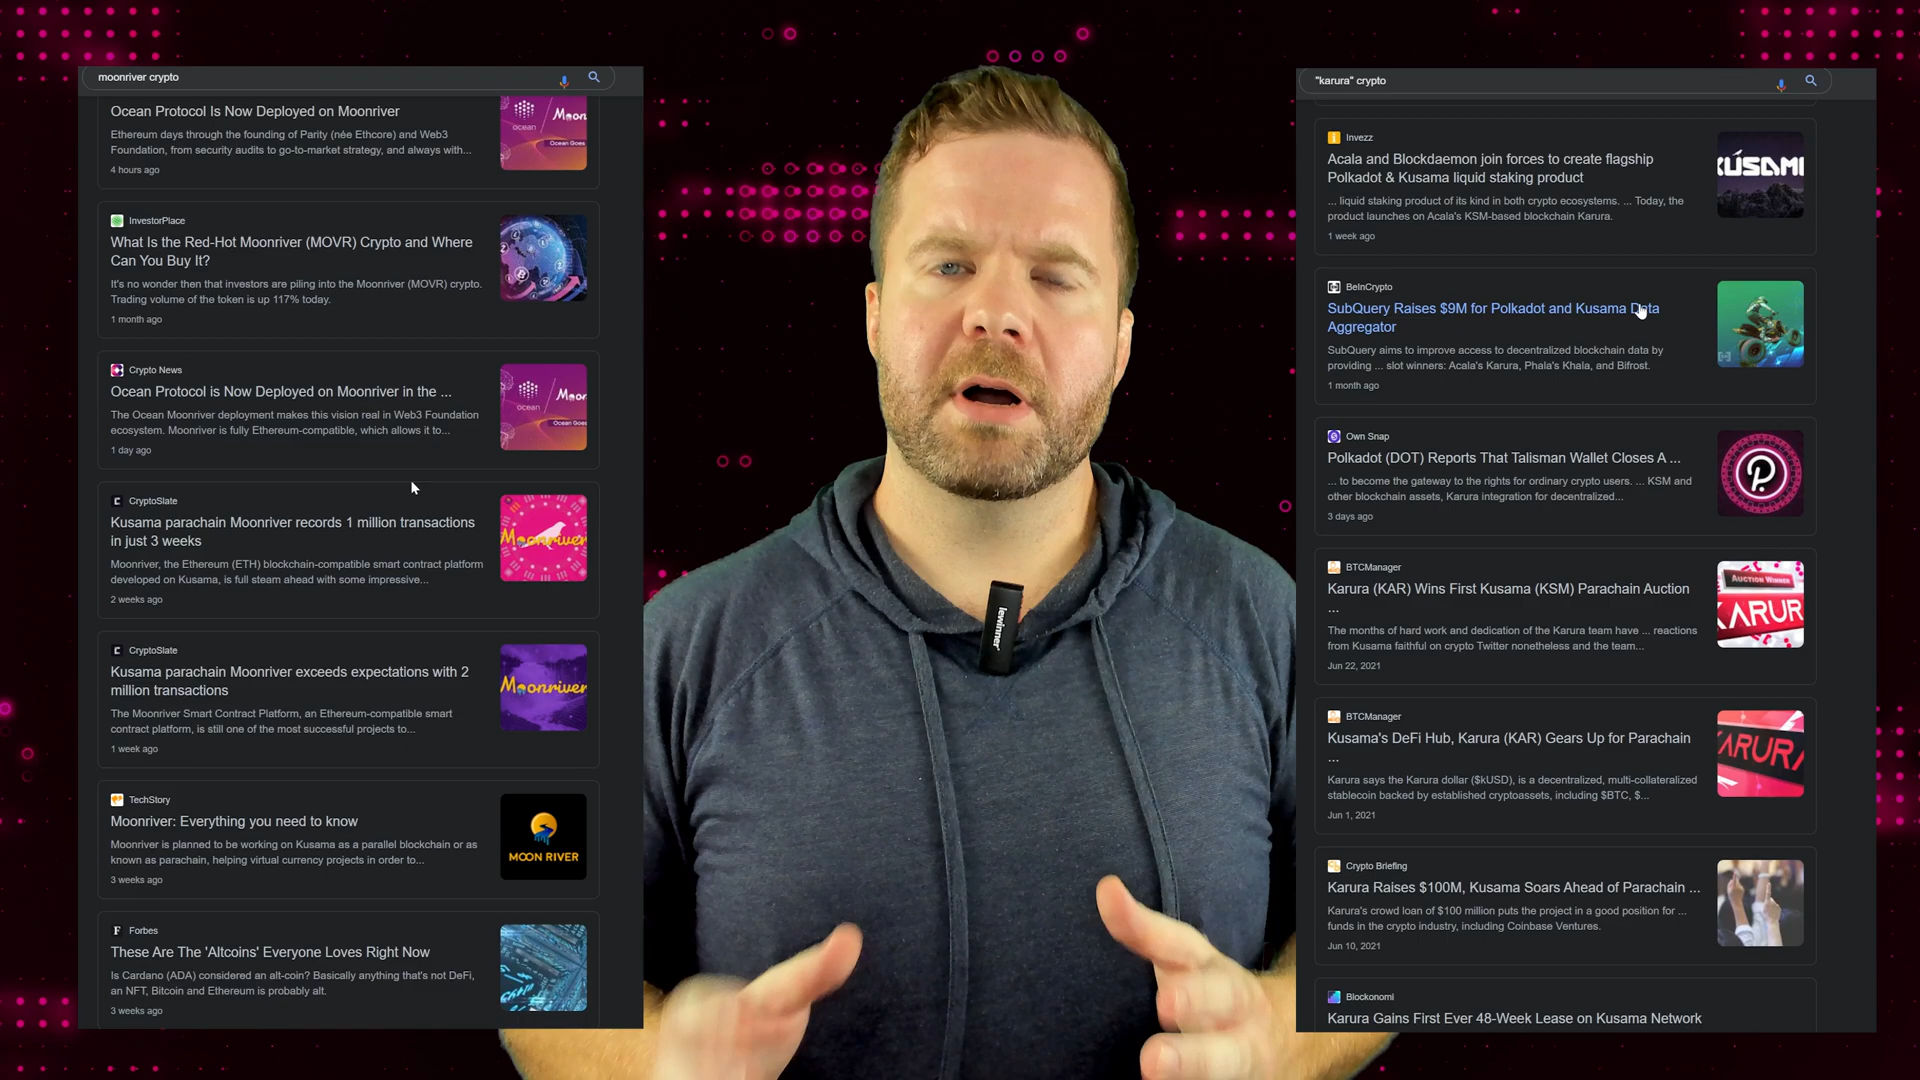 moonriver crypto
Ocean Protocol Is Now Deployed on Moonriver
Ethereum days through the founding of Parity (née Ethcore) and Web3
Foundation, from security audits to go-to-market strategy, and always with...
4 hours ago
ocean
Moon
Ocean Goes
InvestorPlace
What Is the Red-Hot Moonriver (MOVR) Crypto and Where
Can You Buy It?
It's no wonder then that investors are piling into the Moonriver (MOVR) crypto.
Trading volume of the token is up 117% today.
1 month ago
Crypto News
Ocean Protocol is Now Deployed on Moonriver in the ...
The Ocean Moonriver deployment makes this vision real in Web3 Foundation
ecosystem. Moonriver is fully Ethereum-compatible, which allows it to...
1 day ago
ocean
Moon
Ocean Goes
CryptoSlate
Kusama parachain Moonriver records 1 million transactions
in just 3 weeks
Moonriver, the Ethereum (ETH) blockchain-compatible smart contract platform
developed on Kusama, is full steam ahead with some impressive...
2 weeks ago
Moonriver
CryptoSlate
Kusama parachain Moonriver exceeds expectations with 2
million transactions
The Moonriver Smart Contract Platform, an Ethereum-compatible smart
contract platform, is still one of the most successful projects to...
1 week ago
Moonriver
TechStory
Moonriver: Everything you need to know
Moonriver is planned to be working on Kusama as a parallel blockchain or as
known as parachain, helping virtual currency projects in order to...
3 weeks ago
MOON RIVER
F Forbes
These Are The 'Altcoins' Everyone Loves Right Now
Is Cardano (ADA) considered an alt-coin? Basically anything that's not DeFi,
an NFT, Bitcoin and Ethereum is probably alt.
3 weeks ago
lewinner
"karura" crypto
Invezz
Acala and Blockdaemon join forces to create flagship
Polkadot & Kusama liquid staking product
... liquid staking product of its kind in both crypto ecosystems. ... Today, the
product launches on Acala's KSM-based blockchain Karura.
1 week ago
KUSAMA
BeInCrypto
SubQuery Raises $9M for Polkadot and Kusama Data
Aggregator
SubQuery aims to improve access to decentralized blockchain data by
providing ... slot winners: Acala's Karura, Phala's Khala, and Bifrost.
1 month ago
Own Snap
Polkadot (DOT) Reports That Talisman Wallet Closes A ...
... to become the gateway to the rights for ordinary crypto users. ... KSM and
other blockchain assets, Karura integration for decentralized...
3 days ago
BTCManager
Karura (KAR) Wins First Kusama (KSM) Parachain Auction
...
The months of hard work and dedication of the Karura team have ... reactions
from Kusama faithful on crypto Twitter nonetheless and the team...
Jun 22, 2021
AUCTION WINNER
KARUR
BTCManager
Kusama's DeFi Hub, Karura (KAR) Gears Up for Parachain
...
Karura says the Karura dollar ($kUSD), is a decentralized, multi-collateralized
stablecoin backed by established cryptoassets, including $BTC, $...
Jun 1, 2021
ARURA
Crypto Briefing
Karura Raises $100M, Kusama Soars Ahead of Parachain ...
Karura's crowd loan of $100 million puts the project in a good position for ...
funds in the crypto industry, including Coinbase Ventures.
Jun 10, 2021
Blockonomi
Karura Gains First Ever 48-Week Lease on Kusama Network